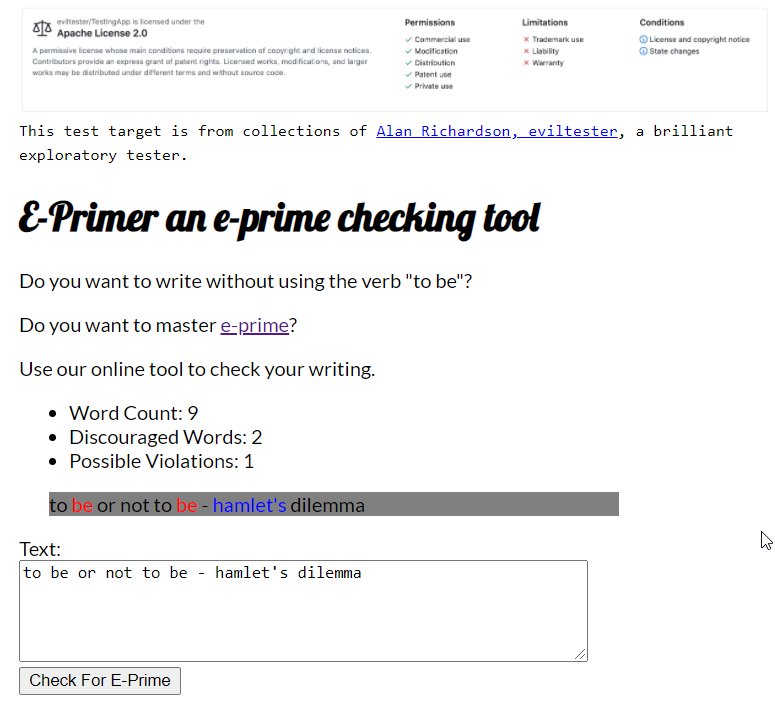 eviltester/TestingApp is licensed under the
Apache License 2.0
A permissive license whose main conditions require preservation of copyright and license notices.
Contributors provide an express grant of patent rights. Licensed works, modifications, and larger
works may be distributed under different terms and without source code.
Permissions
Commercial use
Modification
Distribution
Patent use
Private use
Limitations
Trademark use
Liability
Warranty
Conditions
License and copyright notice
State changes
This test target is from collections of Alan Richardson, eviltester, a brilliant
exploratory tester.
E-Primer an e-prime checking tool
Do you want to write without using the verb "to be"?
Do you want to master e-prime?
Use our online tool to check your writing.
Word Count: 9
Discouraged Words: 2
Possible Violations: 1
to be or not to be - hamlet's dilemma
Text:
to be or not to be - hamlet's dilemma
Check For E-Prime